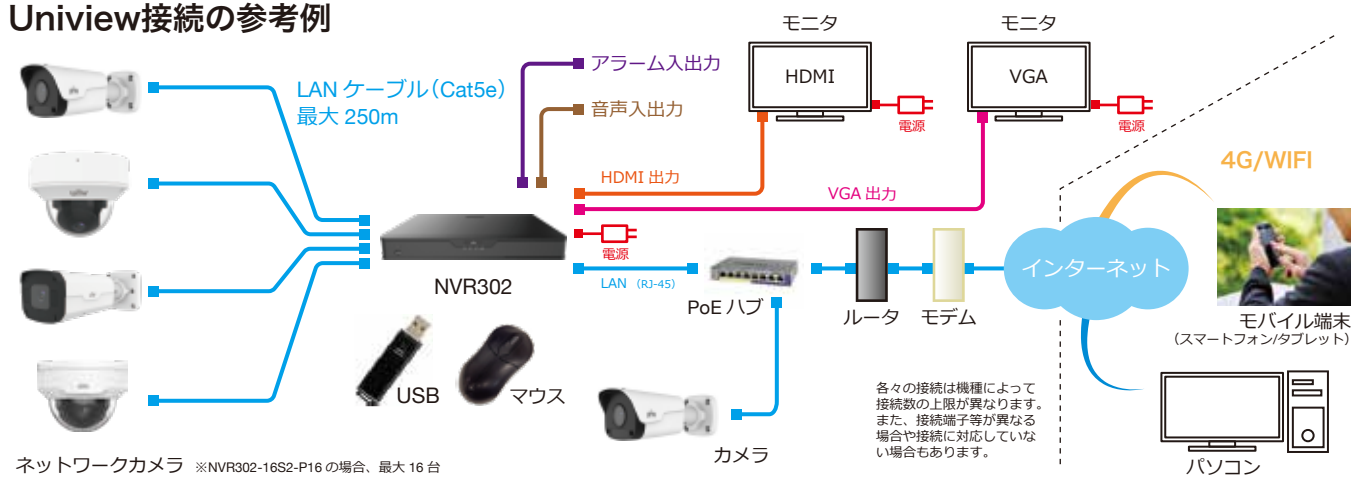 Uniview接続の参考例
LAN ケーブル（Cat5e）
最大 250m
アラーム入出力
音声入出力
モニタ
HDMI
電源
モニタ
VGA
電源
HDMI 出力
VGA 出力
4G/WIFI
電源
NVR302
LAN （RJ-45）
PoE ハブ
ルータ
モデム
インターネット
モバイル端末
（スマートフォン/タブレット）
USB
マウス
カメラ
各々の接続は機種によって
接続数の上限が異なります。
また、接続端子等が異なる
場合や接続に対応していな
い場合もあります。
パソコン
ネットワークカメラ ※NVR302-16S2-P16 の場合、最大 16 台